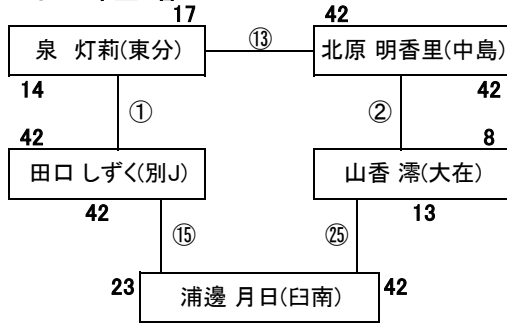 17 42
泉 灯莉(東分) ⑬ 北原 明香里(中島)
14 42
① ②
42 8
田口 しずく(別J) 山香 澪(大在)
42 13
⑮ ㉕
23 浦邊 月日(臼南) 42